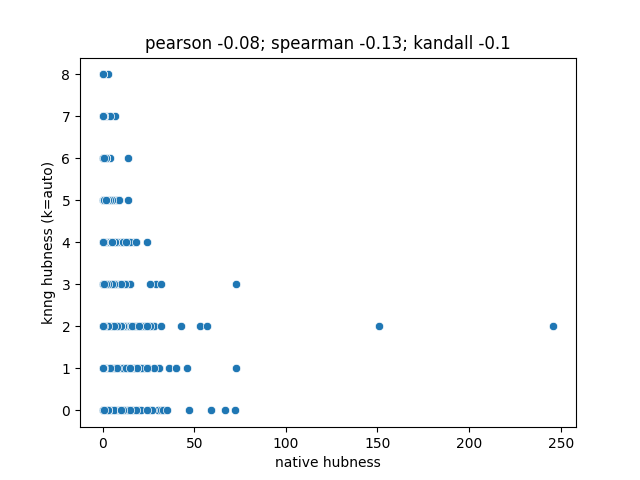 pearson -0.08; spearman -0.13; kandall -0.1
8
7
6
5
4
3
2
1
0
knng hubness (k=auto)
0 50 100 150 200 250
native hubness